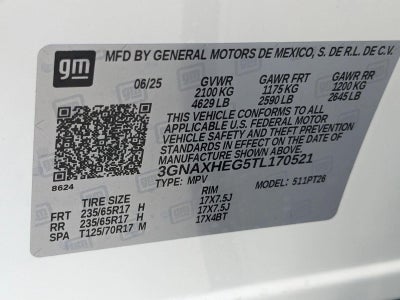 gm
MFD BY GENERAL MOTORS DE MEXICO, S. DE R.L. DE C.V.
06/25 GVWR GAWR FRT GAWR RR
2100 KG 1175 KG 1200 KG
4629 LB 2590 LB 2645 LB
THIS VEHICLE CONFORMS TO ALL
APPLICABLE U.S. FEDERAL MOTOR
VEHICLE SAFETY, BUMPER, AND THEFT
PREVENTION STANDARDS IN EFFECT ON
THE DATE OF MANUFACTURE SHOWN ABOVE.
3GNAXHEG5TL170521
8624
TYPE: MPV MODEL: 511PT26
TIRE SIZE RIM
FRT 235/65R17 H 17X7.5J
RR 235/65R17 H 17X7.5J
SPA T125/70R17 M 17X4BT